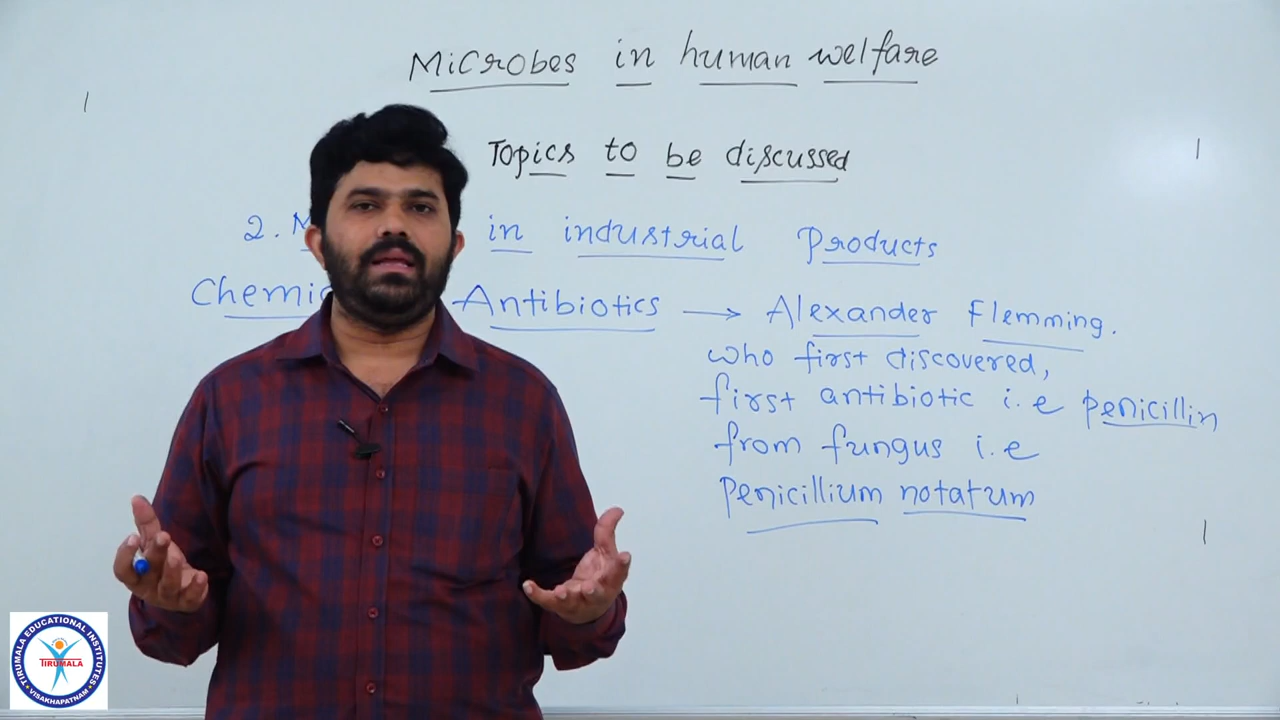 Microbes in human welfare
Topics to be discussed
2. in industrial Products
Antibiotics → Alexander Flemming.
who first discovered,
first antibiotic i.e penicillin
from fungus i.e
penicillium notatum
TIRUMALA EDUCATIONAL INSTITUTES
TIRUMALA
VISAKHAPATNAM